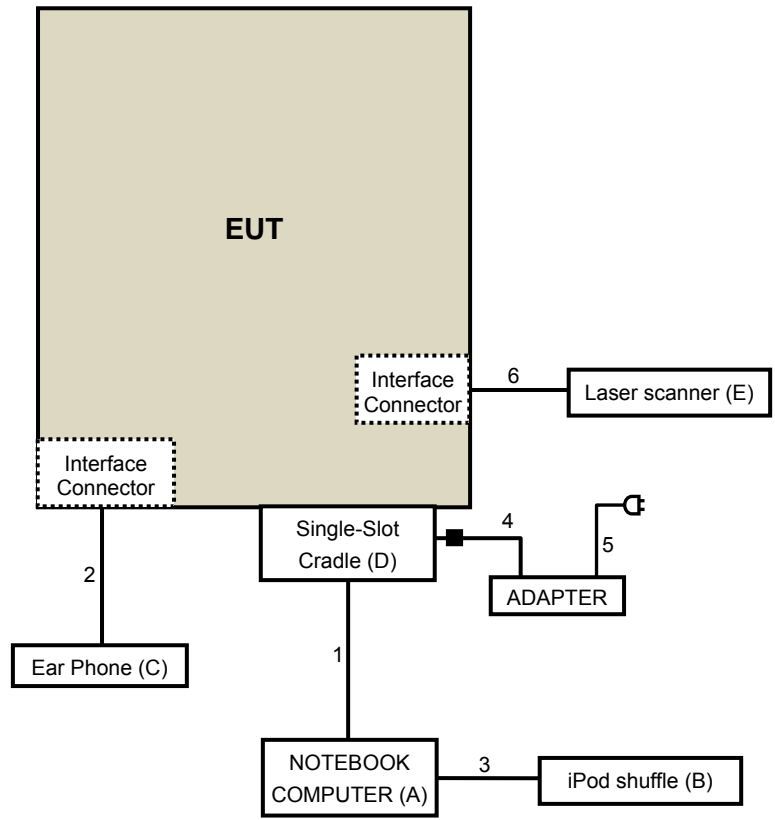 EUT
Interface
Connector
6
Laser scanner (E)
Interface
Connector
Single-Slot
Cradle (D)
4
5
ADAPTER
2
Ear Phone (C)
1
NOTEBOOK
COMPUTER (A)
3
iPod shuffle (B)